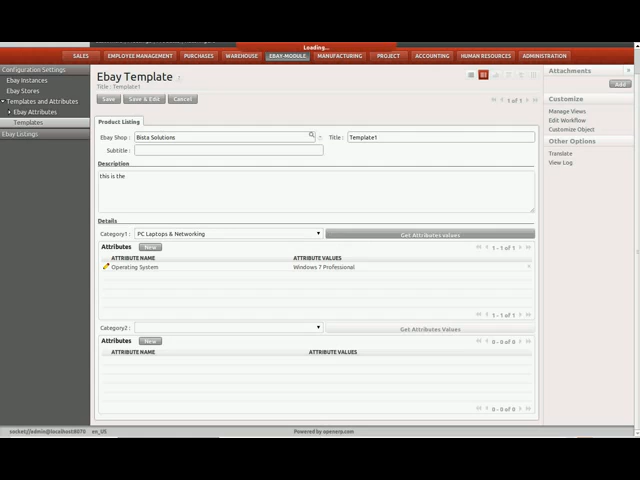 Loading...
SALES EMPLOYEE MANAGEMENT PURCHASES WAREHOUSE EBAY-MODULE MANUFACTURING PROJECT ACCOUNTING HUMAN RESOURCES ADMINISTRATION
Configuration Settings
Ebay Instances
Ebay Stores
Templates and Attributes
Ebay Attributes
Templates
Ebay Listings
Ebay Template
Title : Template1
Save Save & Edit Cancel
1 of 1
Product Listing
Ebay Shop : Bista Solutions Title : Template1
Subtitle :
Description
this is the
Details
Category1 : PC Laptops & Networking Get Attributes values
Attributes New 1 - 1 of 1
ATTRIBUTE NAME ATTRIBUTE VALUES
Operating System Windows 7 Professional
1 - 1 of 1
Category2 : Get Attributes Values
Attributes New 0 - 0 of 0
ATTRIBUTE NAME ATTRIBUTE VALUES
0 - 0 of 0
Attachments
Add
Customize
Manage Views
Edit Workflow
Customize Object
Other Options
Translate
View Log
socket://admin@localhost:8070 en_US Powered by openerp.com